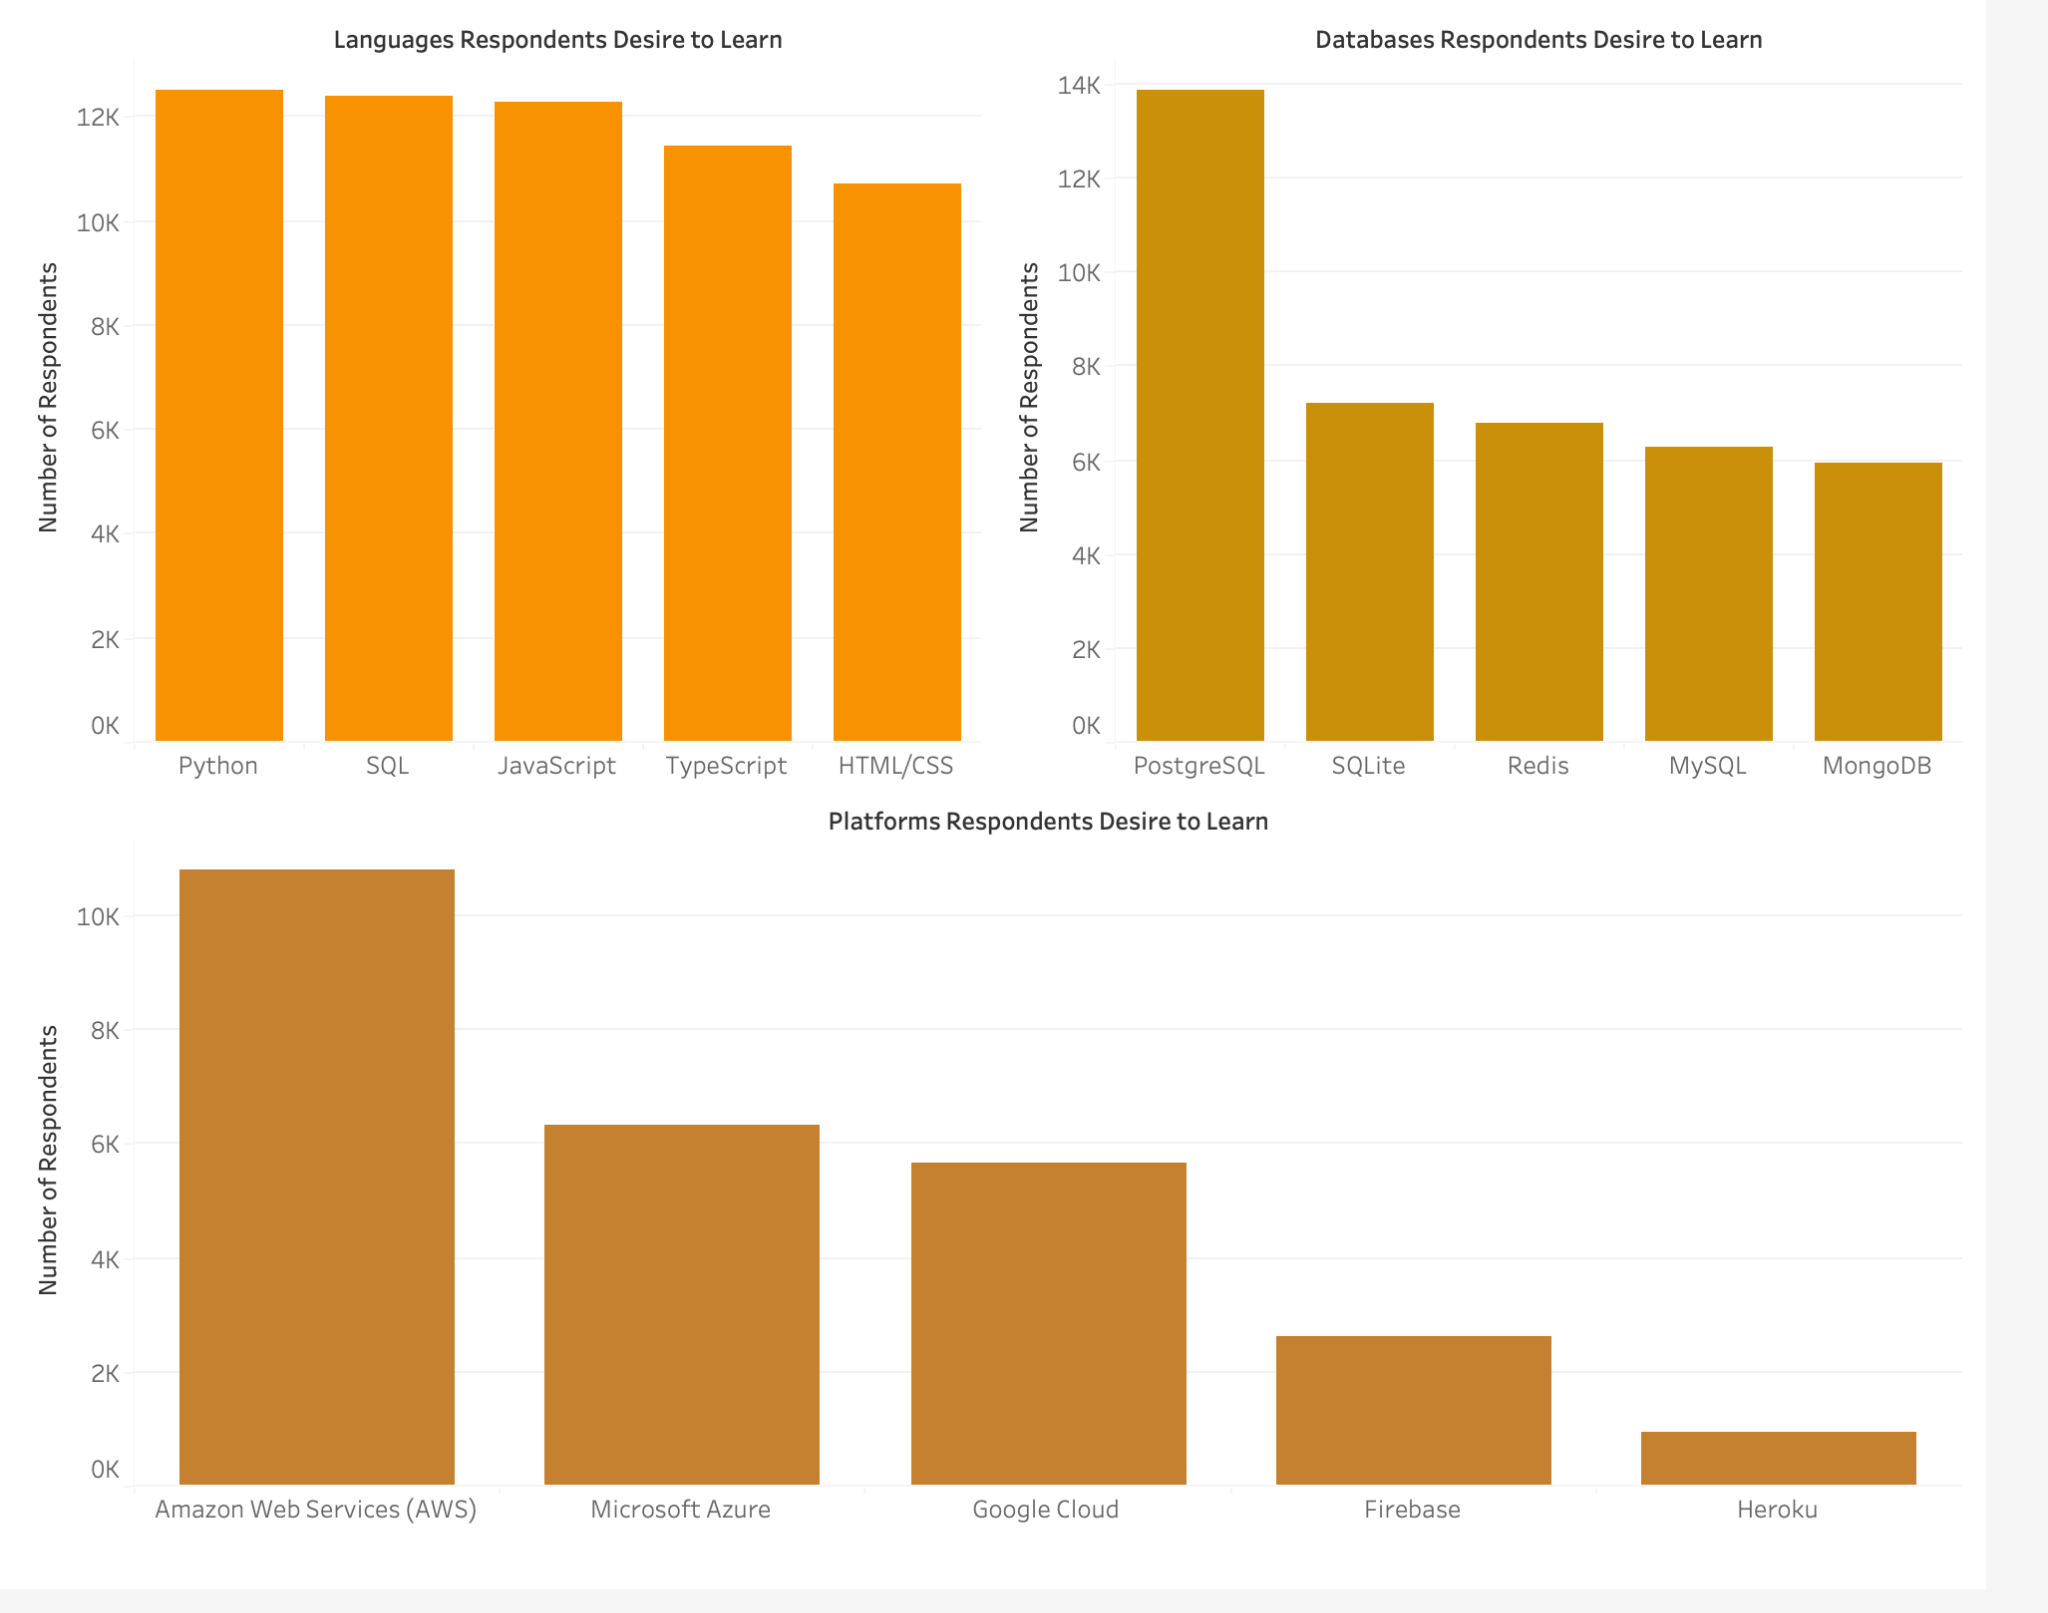 Languages Respondents Desire to Learn
Number of Respondents
12K
10K
8K
6K
4K
2K
0K
Python SQL JavaScript TypeScript HTML/CSS
Databases Respondents Desire to Learn
Number of Respondents
14K
12K
10K
8K
6K
4K
2K
0K
PostgreSQL SQLite Redis MySQL MongoDB
Platforms Respondents Desire to Learn
Number of Respondents
10K
8K
6K
4K
2K
0K
Amazon Web Services (AWS) Microsoft Azure Google Cloud Firebase Heroku